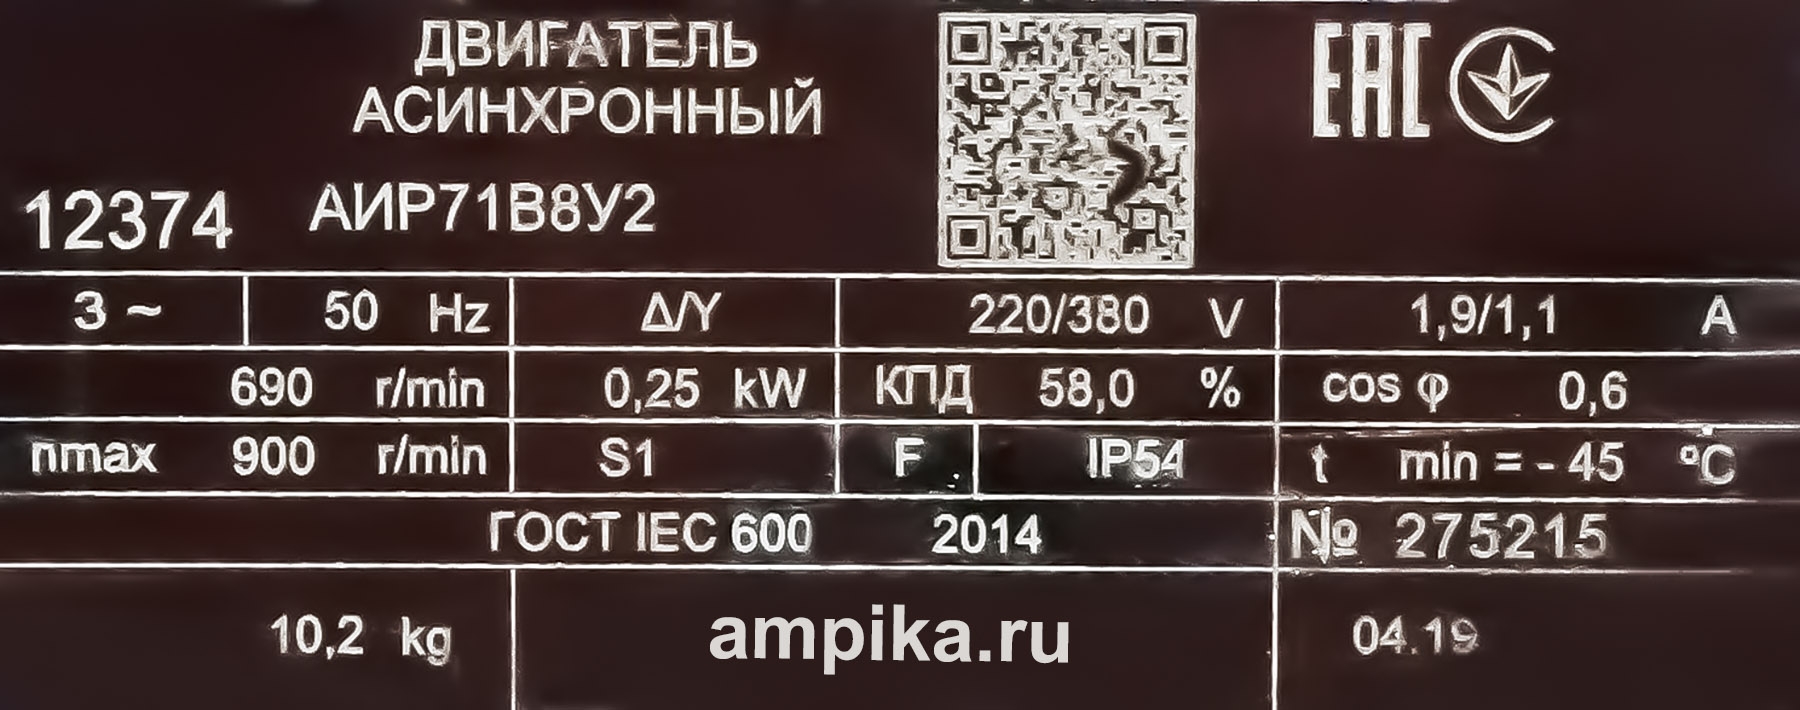 ДВИГАТЕЛЬ
АСИНХРОННЫЙ
EAC
12374 АИР71В8У2
3 ~ 50 Hz Δ/Y 220/380 V 1,9/1,1 A
690 r/min 0,25 kW КПД 58,0 % cos φ 0,6
nmax 900 r/min S1 F IP54 t min = - 45 ºC
ГОСТ IEC 600 2014 № 275215
10,2 kg ampika.ru 04.19